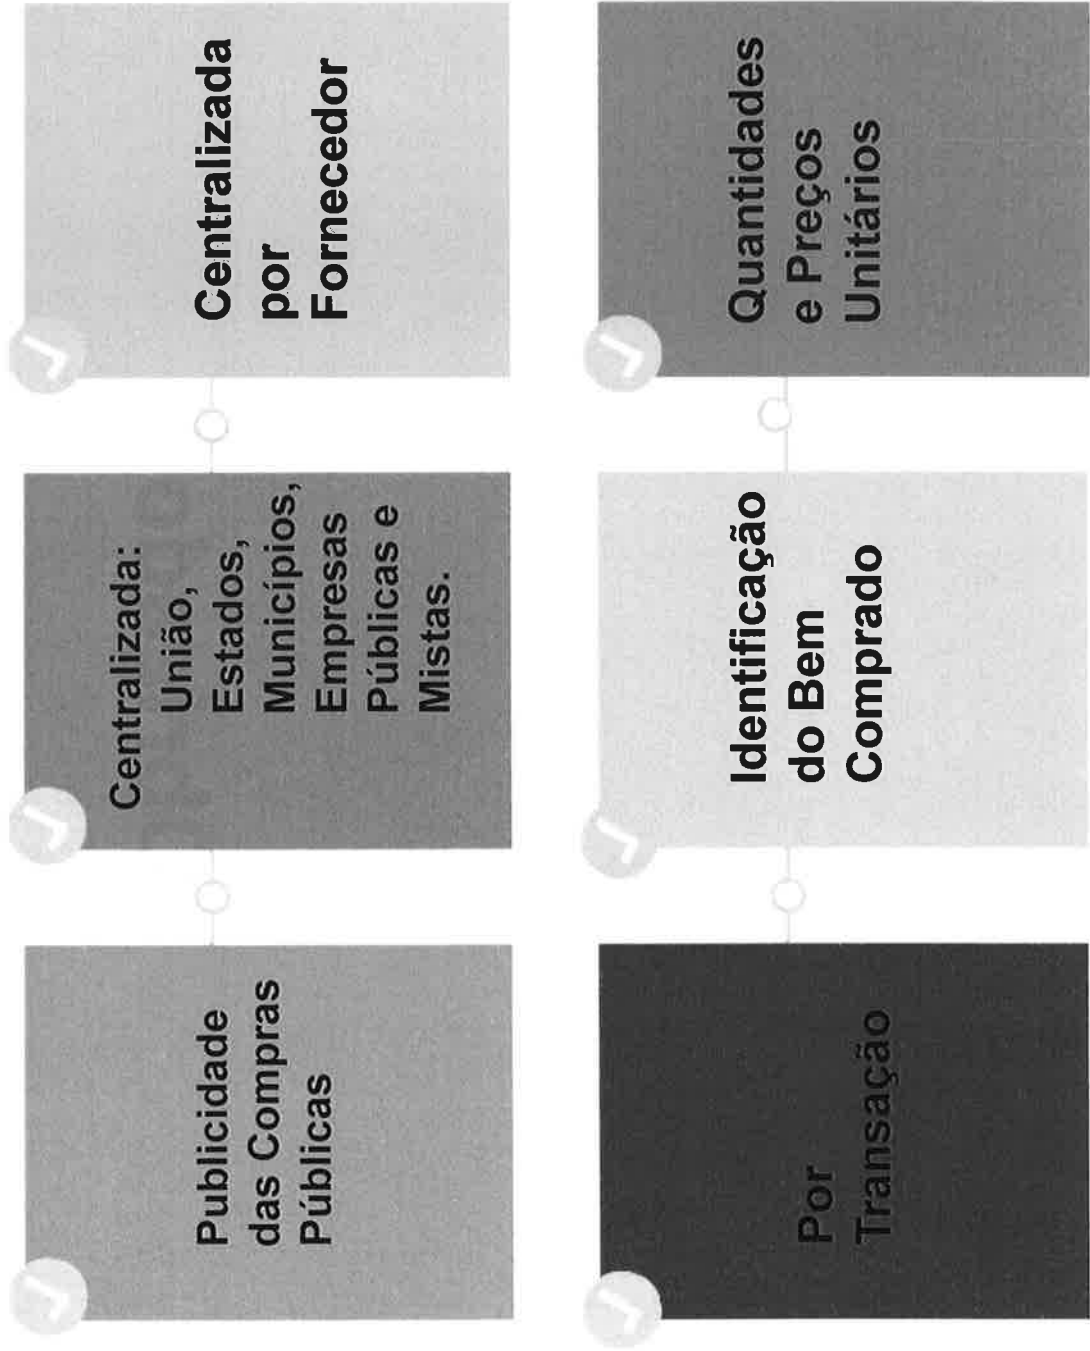 Publicidade
das Compras
Públicas
Centralizada:
União,
Estados,
Municípios,
Empresas
Públicas e
Mistas.
Centralizada
por
Fornecedor
Por
Transação
Identificação
do Bem
Comprado
Quantidades
e Preços
Unitários